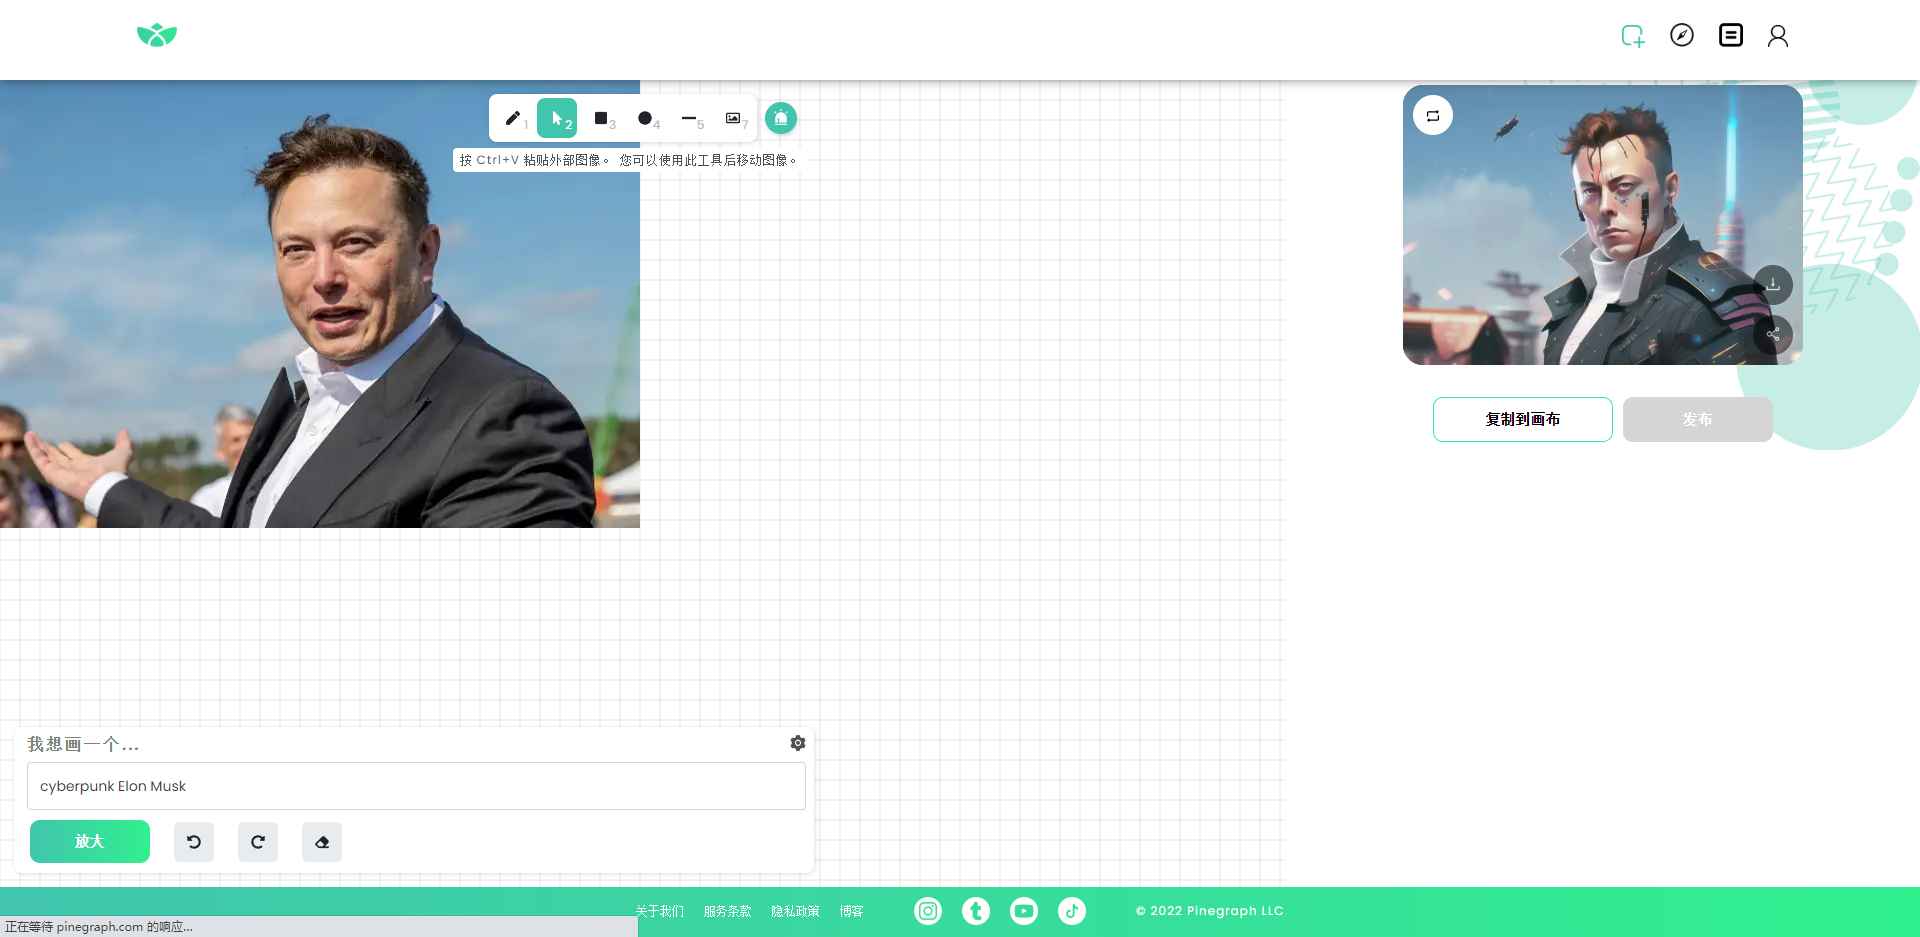 1 2 3 4 5 7
按 Ctrl+V 粘贴外部图像。 您可以使用此工具后移动图像。
复制到画布 发布
我想画一个...
cyberpunk Elon Musk
放大
关于我们 服务条款 隐私政策 博客 © 2022 Pinegraph LLC
正在等待 pinegraph.com 的响应...